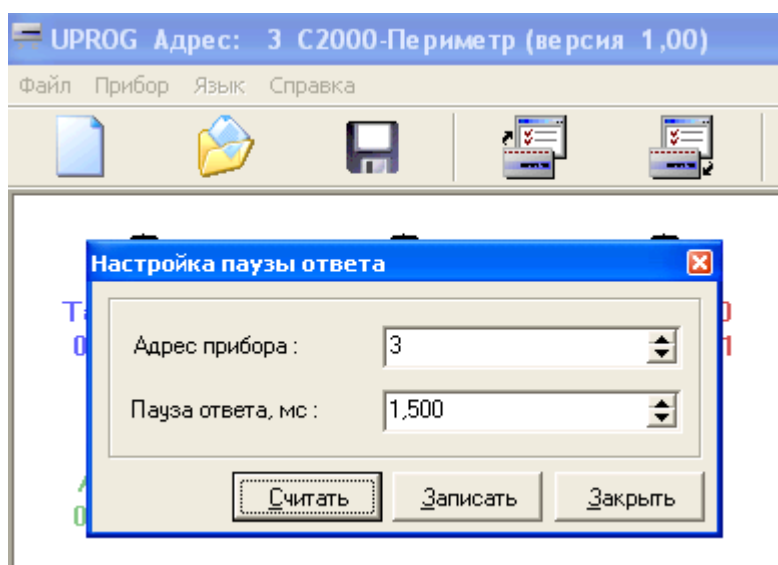 UPROG Адрес: 3 С2000-Периметр (версия 1,00)
Файл Прибор Язык Справка
Настройка паузы ответа
Адрес прибора : 3
Пауза ответа, мс : 1,500
Считать Записать Закрыть